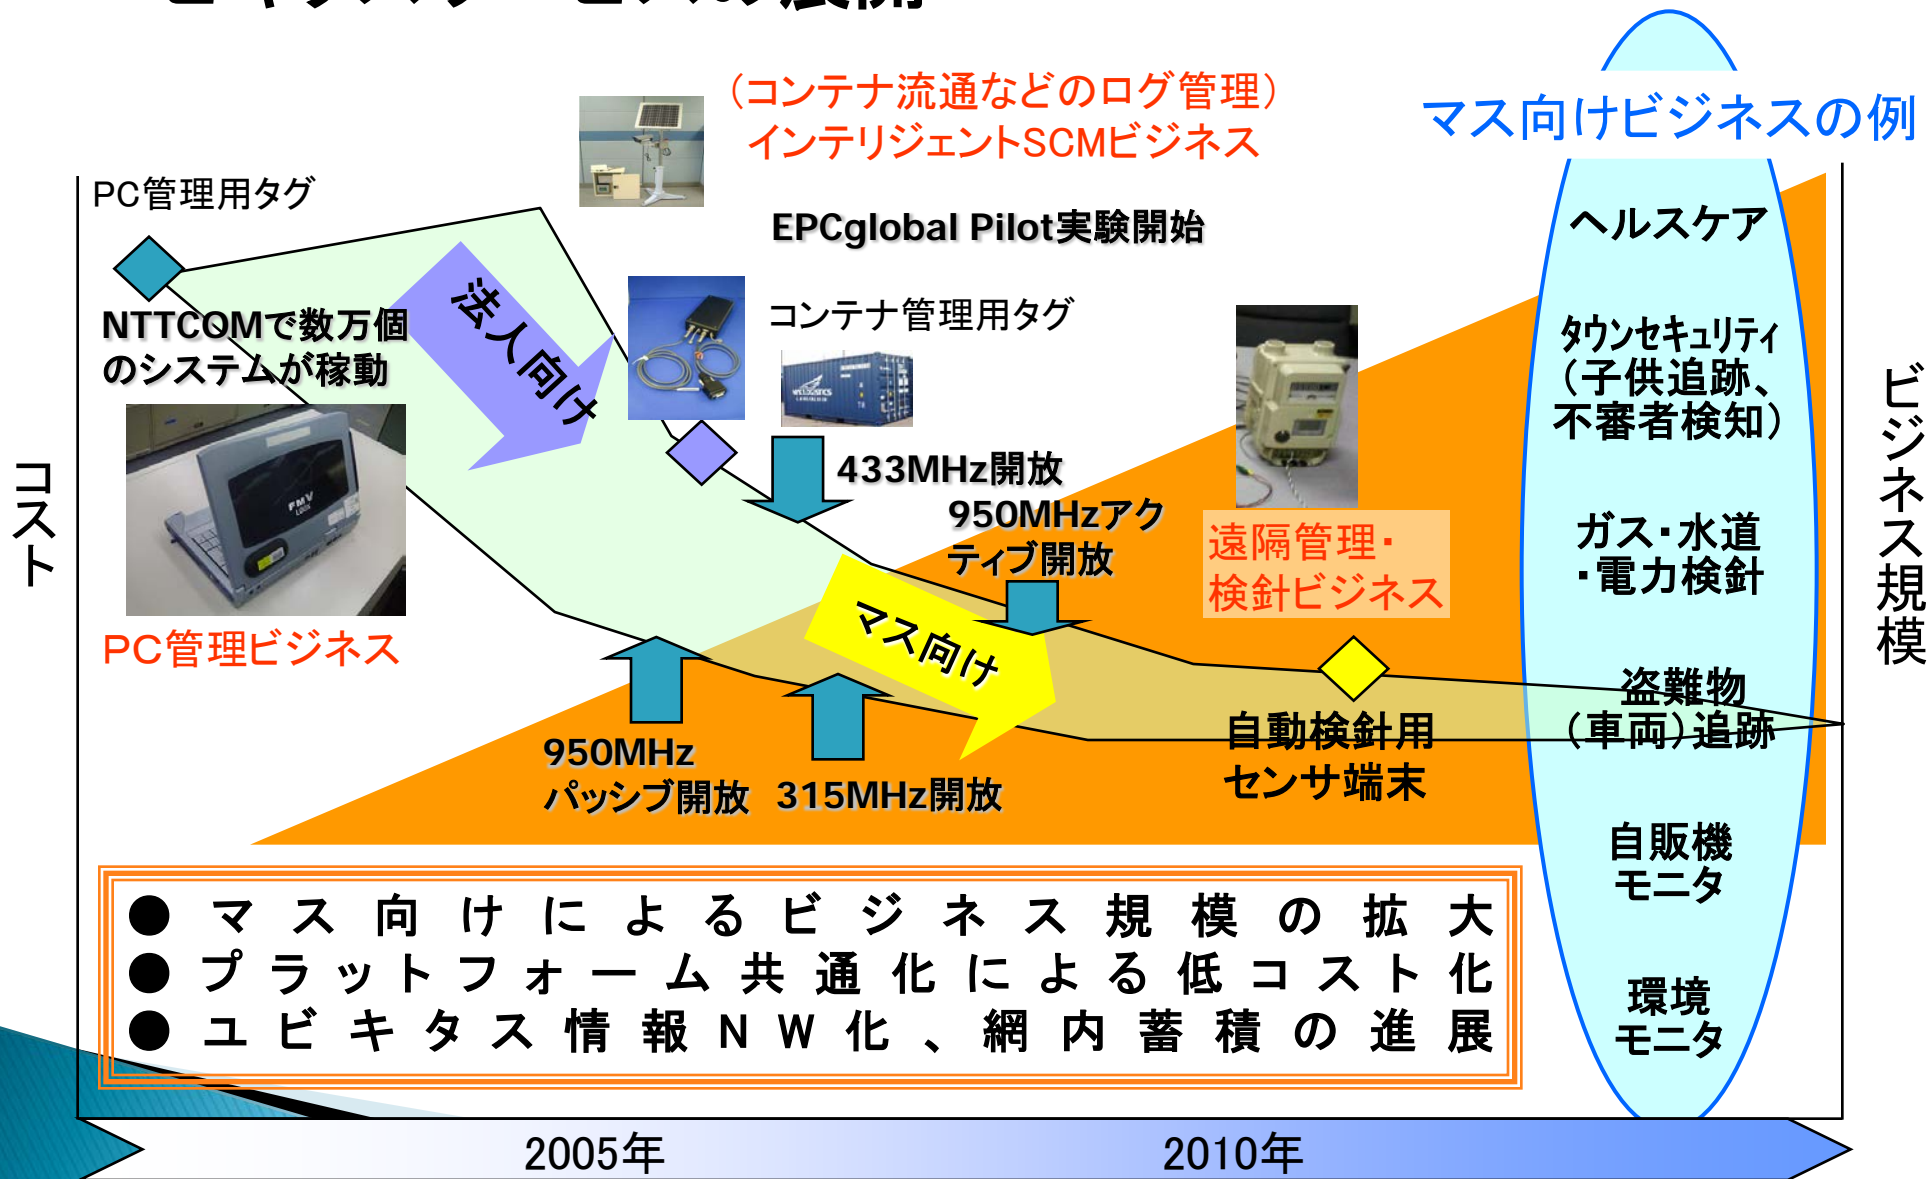 ビキタスサービスの展開
(コンテナ流通などのログ管理)
インテリジェントSCMビジネス
マス向けビジネスの例
PC管理用タグ
EPCglobal Pilot実験開始
ヘルスケア
NTTCOMで数万個
のシステムが稼動
法人向け
コンテナ管理用タグ
タウンセキュリティ
(子供追跡、
不審者検知)
コスト
ビジネス規模
FMV
433MHz開放
950MHzアク
ティブ開放
遠隔管理・
検針ビジネス
ガス・水道
・電力検針
PC管理ビジネス
マス向け
盗難物
(車両)追跡
950MHz
パッシブ開放
315MHz開放
自動検針用
センサ端末
自販機
モニタ
環境
モニタ
● マス向けによるビジネス規模の拡大
● プラットフォーム共通化による低コスト化
● ユビキタス情報NW化、網内蓄積の進展
2005年
2010年